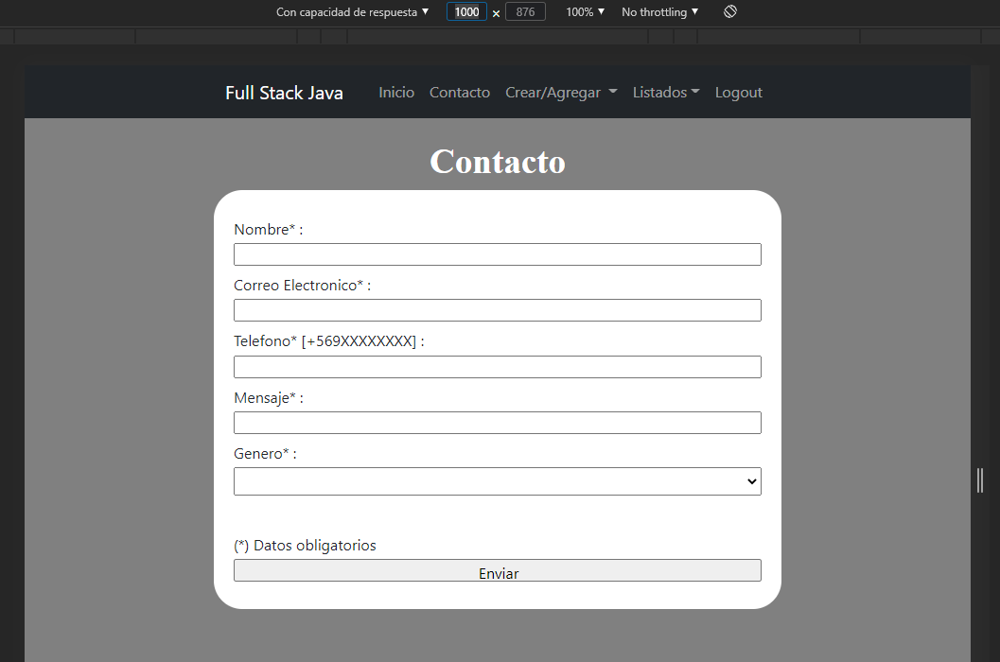 Con capacidad de respuesta ▼ 1000 × 876 100% ▼ No throttling ▼
Full Stack Java Inicio Contacto Crear/Agregar Listados Logout
Contacto
Nombre* :
Correo Electronico* :
Telefono* [+569XXXXXXXX] :
Mensaje* :
Genero* :
(*) Datos obligatorios
Enviar